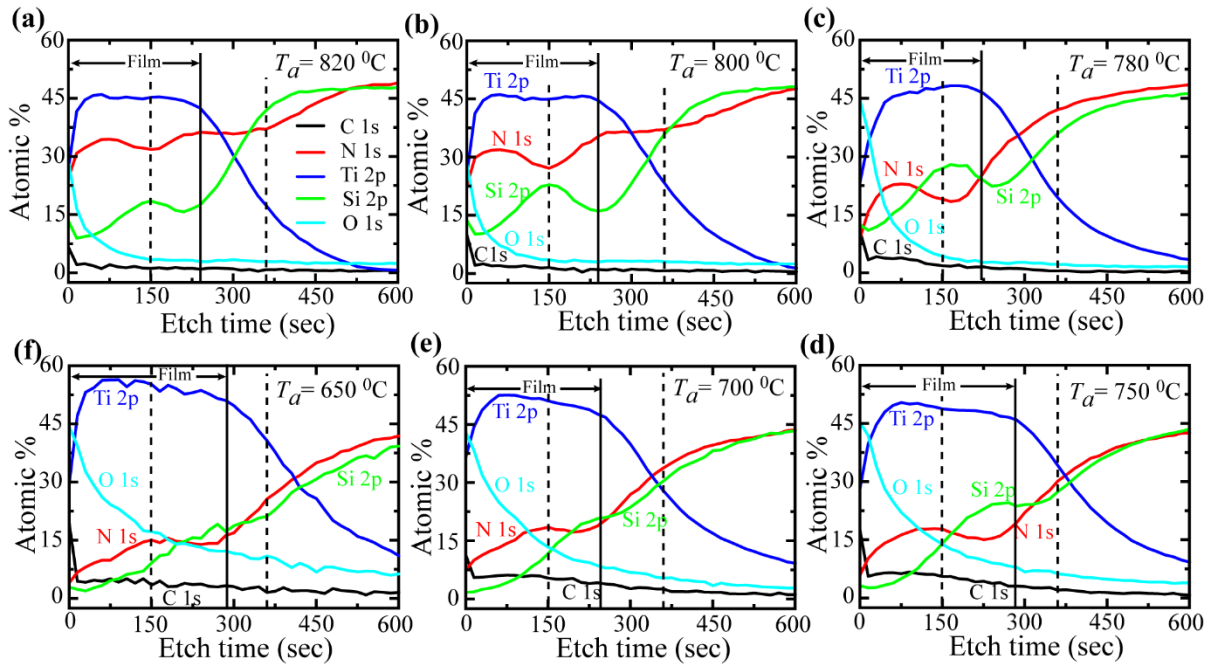 (a)
60
45
30
15
0
Atomic %
Film
Tₐ= 820 ⁰C
C 1s
N 1s
Ti 2p
Si 2p
O 1s
0 150 300 450 600
Etch time (sec)
(b)
60
45
30
15
0
Atomic %
Film
Tₐ= 800 ⁰C
Ti 2p
N 1s
Si 2p
O 1s
C1s
0 150 300 450 600
Etch time (sec)
(c)
60
45
30
15
0
Atomic %
Film
Tₐ= 780 ⁰C
Ti 2p
N 1s
Si 2p
O 1s
C 1s
0 150 300 450 600
Etch time (sec)
(f)
60
45
30
15
0
Atomic %
Film
Tₐ= 650 ⁰C
Ti 2p
O 1s
Si 2p
N 1s
C 1s
0 150 300 450 600
Etch time (sec)
(e)
60
45
30
15
0
Atomic %
Film
Tₐ= 700 ⁰C
Ti 2p
O 1s
Si 2p
N 1s
C 1s
0 150 300 450 600
Etch time (sec)
(d)
60
45
30
15
0
Atomic %
Film
Tₐ= 750 ⁰C
Ti 2p
O 1s
Si 2p
N 1s
C 1s
0 150 300 450 600
Etch time (sec)